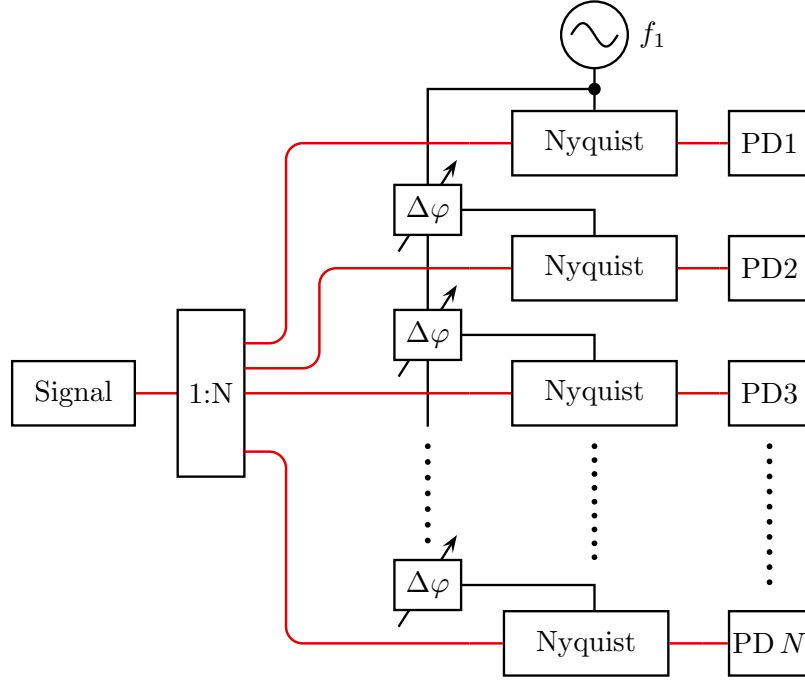 f₁
Nyquist PD1
Δφ
Nyquist PD2
Δφ
Signal 1:N Nyquist PD3
Δφ
Nyquist PD N